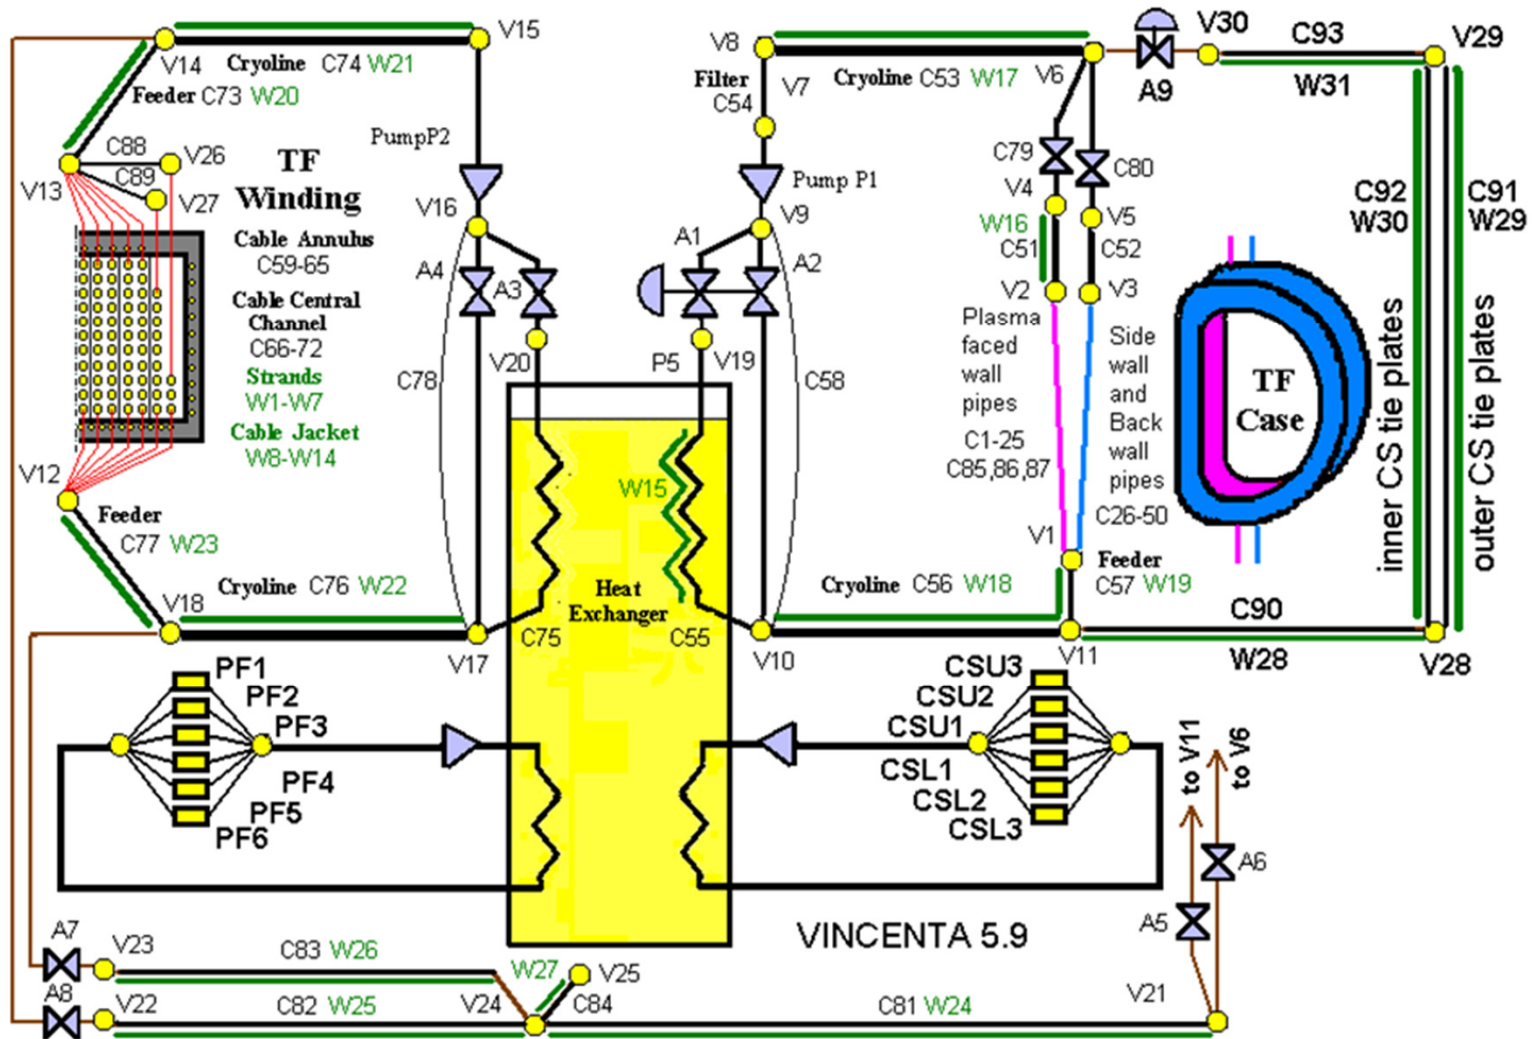 V14
Cryoline C74 W21
V15
Feeder C73 W20
PumpP2
V13
C88
C89
V26
V27
TF
Winding
V16
Cable Annulus
C59-65
Cable Central
Channel
C66-72
Strands
W1-W7
Cable Jacket
W8-W14
A4
A3
V20
C78
V12
Feeder
C77 W23
Cryoline C76 W22
V18
V17
C75
V8
V7
Filter
C54
Cryoline C53 W17
V6
Pump P1
V9
A1
A2
P5
V19
C58
W15
Heat
Exchanger
C55
V10
Cryoline C56 W18
C79
C80
V4
V5
W16
C51
C52
V2
V3
Plasma
faced
wall
pipes
C1-25
C85,86,87
Side
wall
and
Back
wall
pipes
C26-50
V1
Feeder
C57 W19
V11
A9
V30
C93
W31
V29
C92
W30
C91
W29
TF
Case
inner CS tie plates
outer CS tie plates
C90
W28
V28
PF1
PF2
PF3
PF4
PF5
PF6
CSU3
CSU2
CSU1
CSL1
CSL2
CSL3
to V11
to V6
A6
A5
VINCENTA 5.9
A7
V23
C83 W26
W27
V25
A8
V22
C82 W25
V24
C84
C81 W24
V21